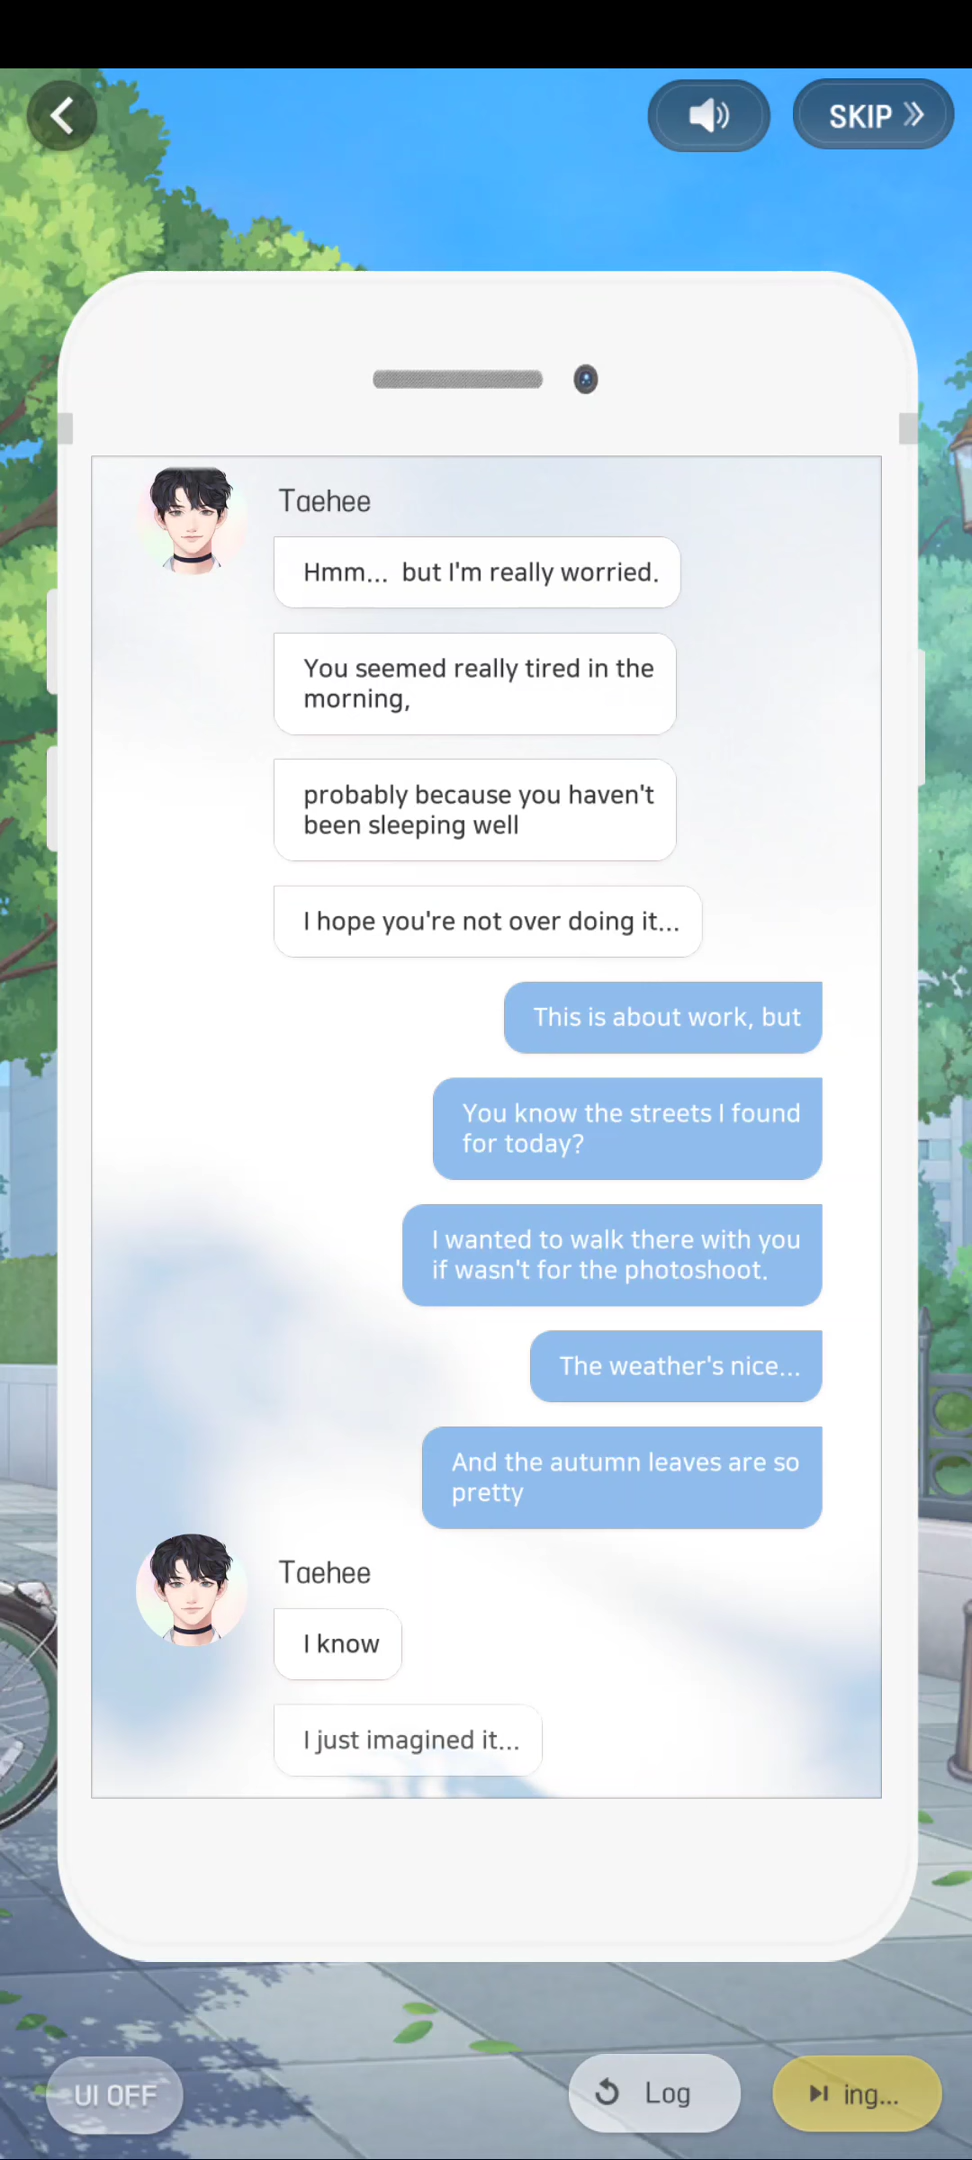 SKIP
Taehee
Hmm... but I'm really worried.
You seemed really tired in the
morning,
probably because you haven't
been sleeping well
I hope you're not over doing it...
This is about work, but
You know the streets I found
for today?
I wanted to walk there with you
if wasn't for the photoshoot.
The weather's nice...
And the autumn leaves are so
pretty
Taehee
I know
I just imagined it...
UI OFF
Log
ing...